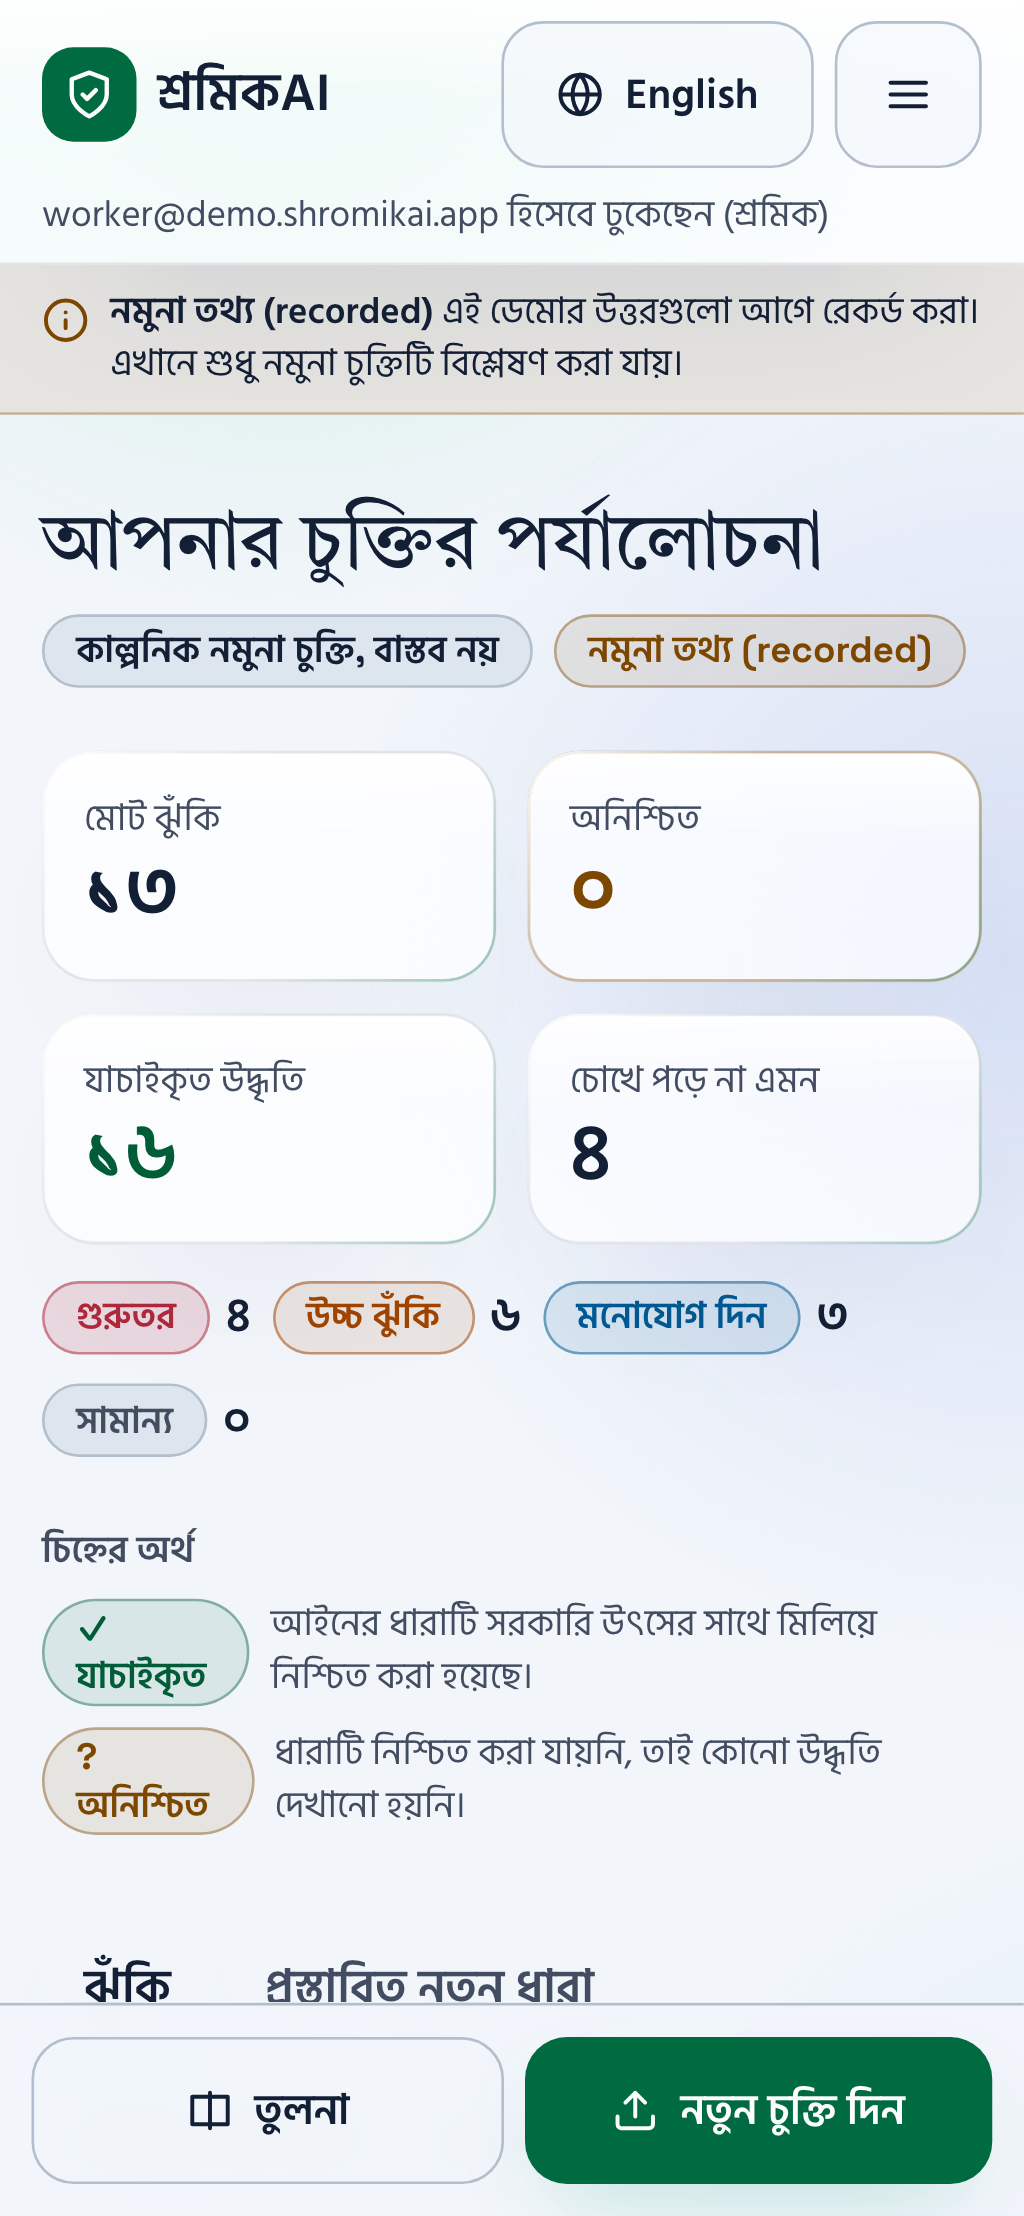 শ্রমিকAI
English
worker@demo.shromikai.app হিসেবে ঢুকেছেন (শ্রমিক)
নমুনা তথ্য (recorded) এই ডেমোর উত্তরগুলো আগে রেকর্ড করা।
এখানে শুধু নমুনা চুক্তিটি বিশ্লেষণ করা যায়।
আপনার চুক্তির পর্যালোচনা
কাল্পনিক নমুনা চুক্তি, বাস্তব নয়
নমুনা তথ্য (recorded)
মোট ঝুঁকি
১৩
অনিশ্চিত
০
যাচাইকৃত উদ্ধৃতি
১৬
চোখে পড়ে না এমন
৪
গুরুতর ৪ উচ্চ ঝুঁকি ৬ মনোযোগ দিন ৩
সামান্য ০
চিহ্নের অর্থ
✓ যাচাইকৃত
আইনের ধারাটি সরকারি উৎসের সাথে মিলিয়ে
নিশ্চিত করা হয়েছে।
? অনিশ্চিত
ধারাটি নিশ্চিত করা যায়নি, তাই কোনো উদ্ধৃতি
দেখানো হয়নি।
ঝুঁকি প্রস্তাবিত নতুন ধারা
তুলনা
নতুন চুক্তি দিন